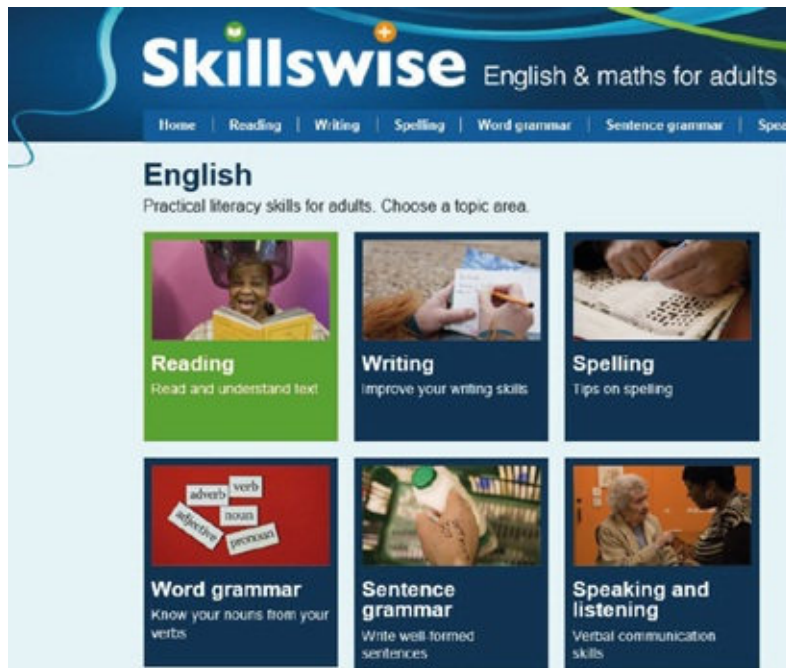 Skillswise English & maths for adults
Home | Reading | Writing | Spelling | Word grammar | Sentence grammar | Spea
English
Practical literacy skills for adults. Choose a topic area.
Reading
Read and understand text
Writing
Improve your writing skills
Spelling
Tips on spelling
adverb
verb
noun
adjective
pronoun
Word grammar
Know your nouns from your
verbs
Sentence
grammar
Write well-formed
sentences
Speaking and
listening
Verbal communication
skills